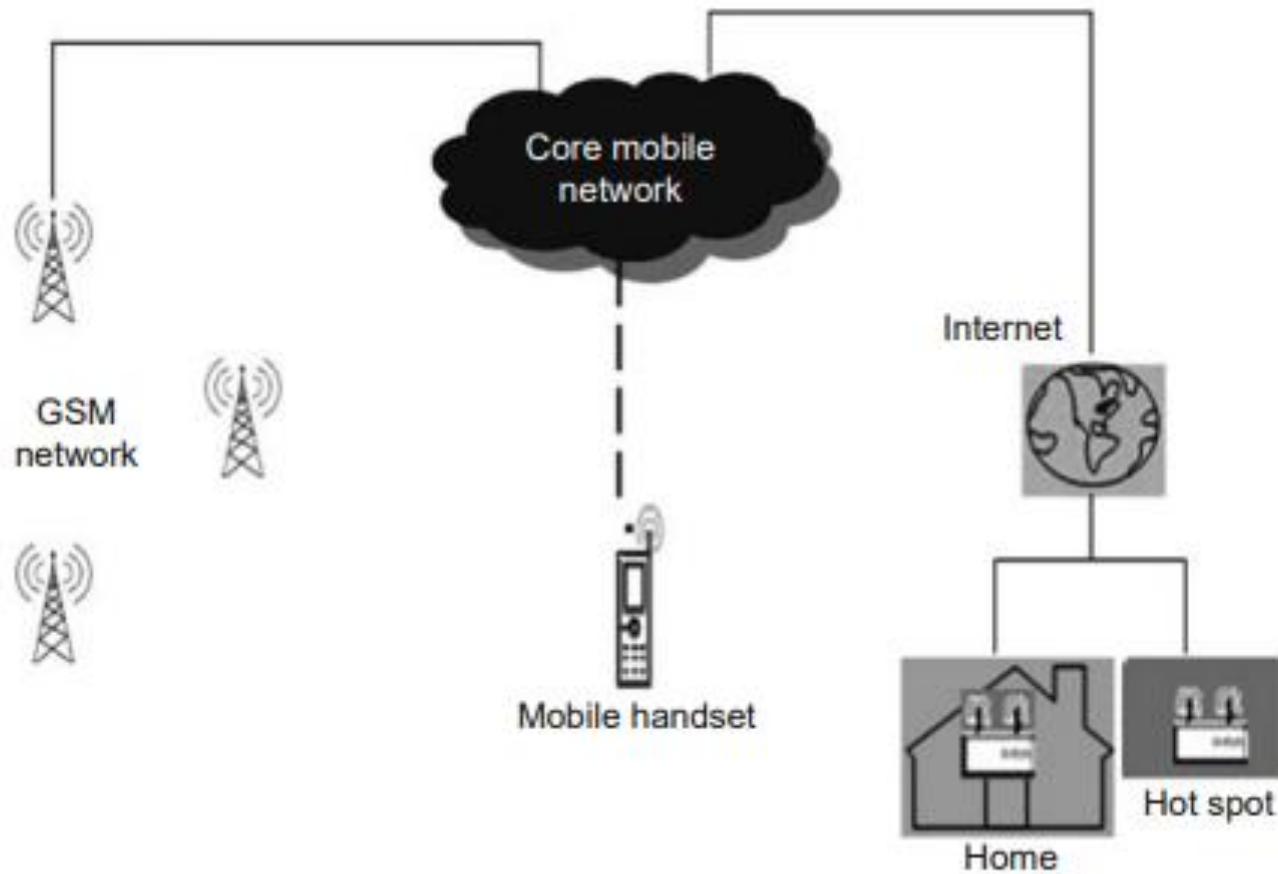 Core mobile
network
Internet
GSM
network
Mobile handset
Hot spot
Home